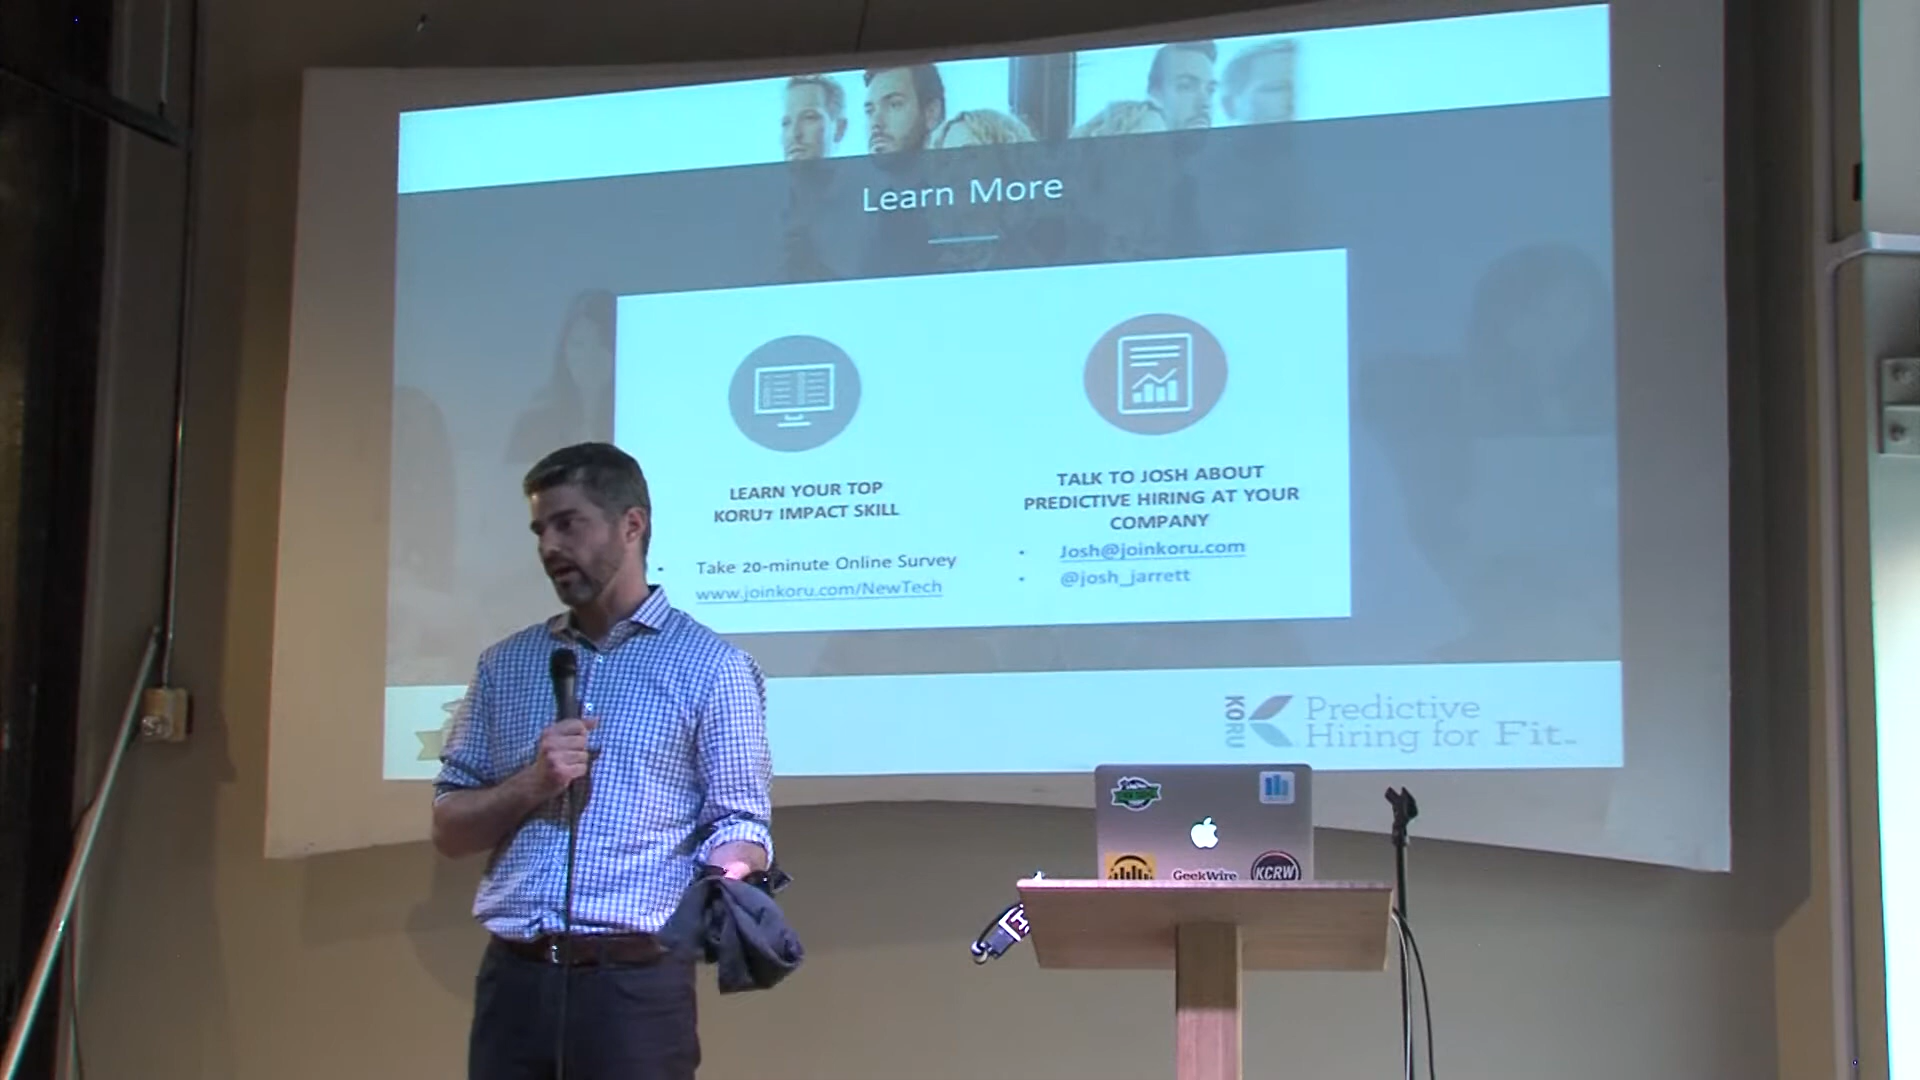 Learn More
LEARN YOUR TOP
KORU7 IMPACT SKILL
• Take 20-minute Online Survey
www.joinkoru.com/NewTech
TALK TO JOSH ABOUT
PREDICTIVE HIRING AT YOUR
COMPANY
• Josh@joinkoru.com
• @josh_jarrett
KORU
Predictive
Hiring for Fit
GeekWire
KCRW